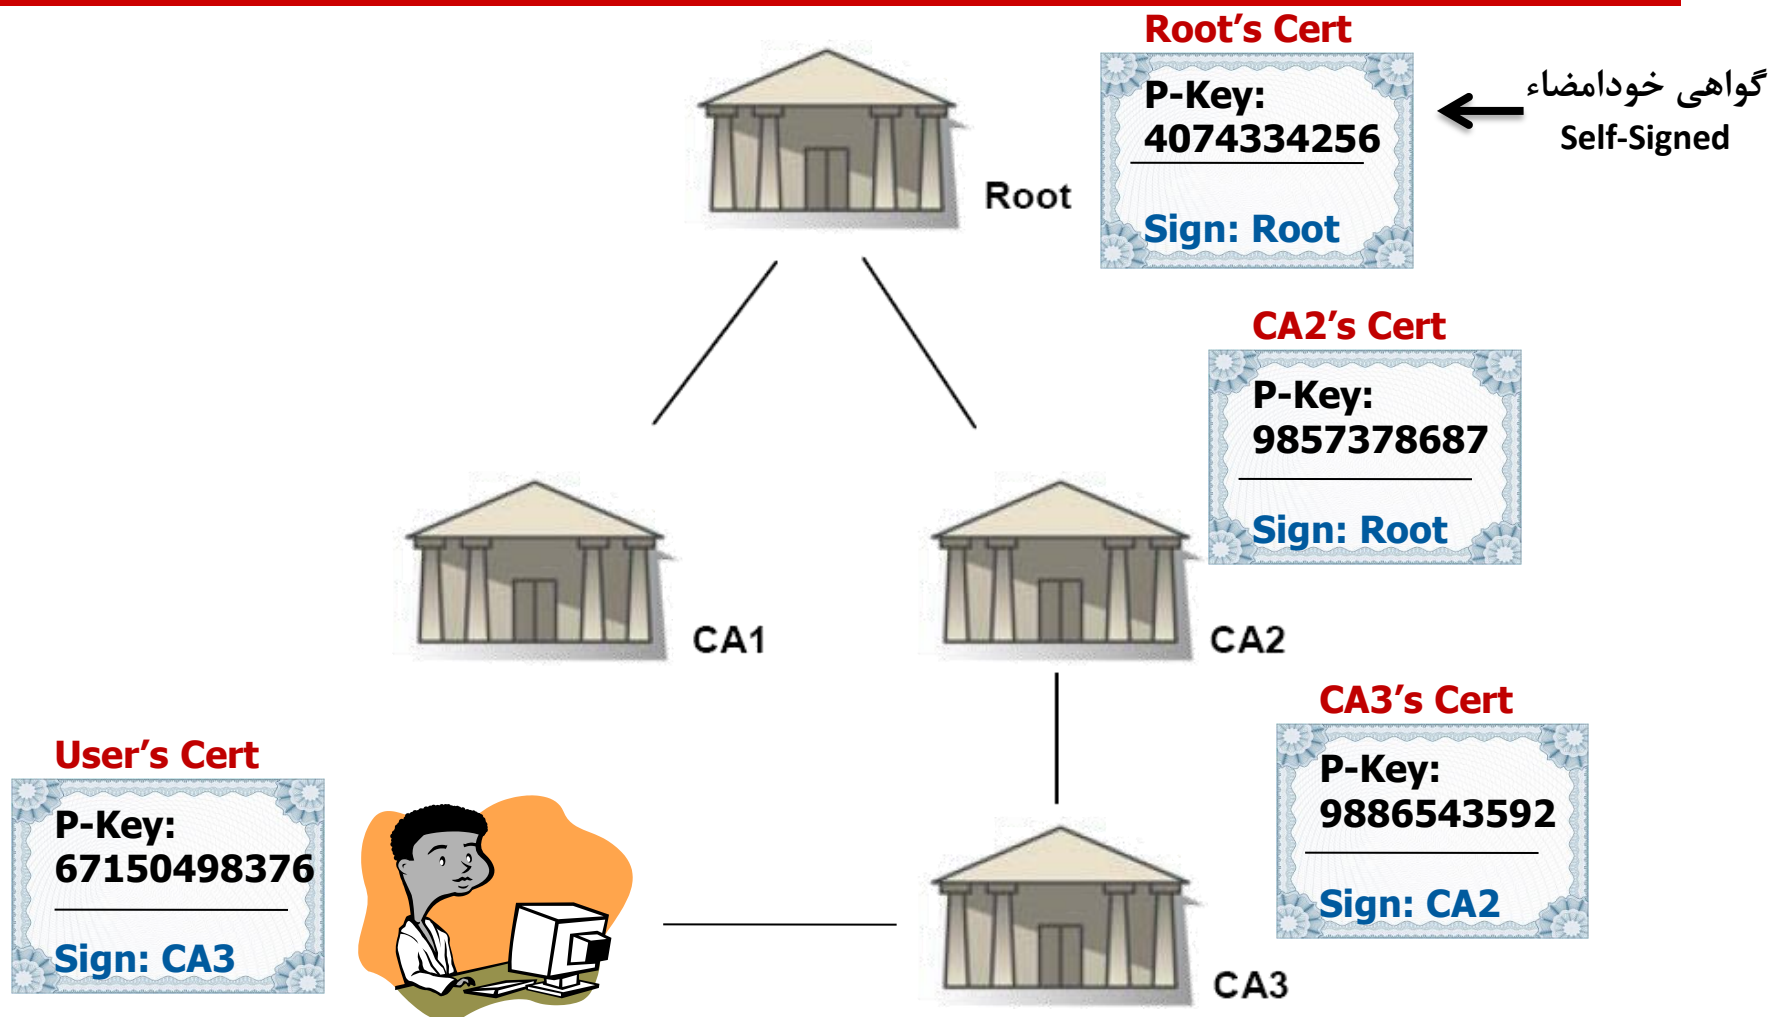 Root’s Cert
P-Key:
4074334256
Sign: Root
گواهی خودامضاء
Self-Signed
Root
CA2’s Cert
P-Key:
9857378687
Sign: Root
CA1
CA2
CA3’s Cert
P-Key:
9886543592
Sign: CA2
User’s Cert
P-Key:
67150498376
Sign: CA3
CA3